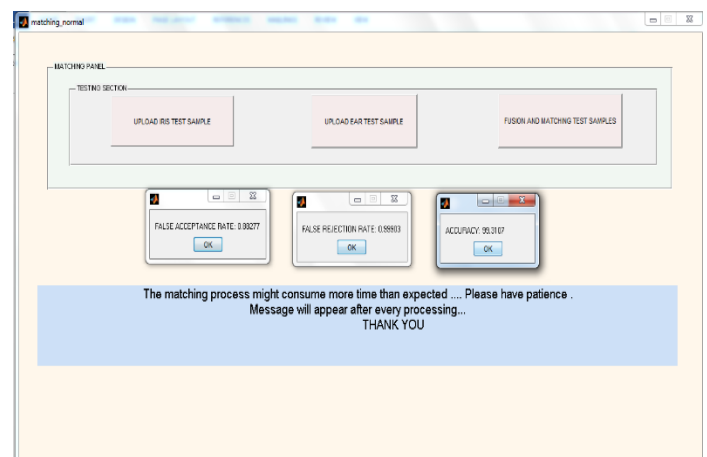 matching_normal
MATCHING PANEL
TESTING SECTION
UPLOAD IRIS TEST SAMPLE
UPLOAD EAR TEST SAMPLE
FUSION AND MATCHING TEST SAMPLES
FALSE ACCEPTANCE RATE: 0.00277
OK
FALSE REJECTION RATE: 0.99903
OK
ACCURACY: 99.3107
OK
The matching process might consume more time than expected .... Please have patience .
Message will appear after every processing...
THANK YOU